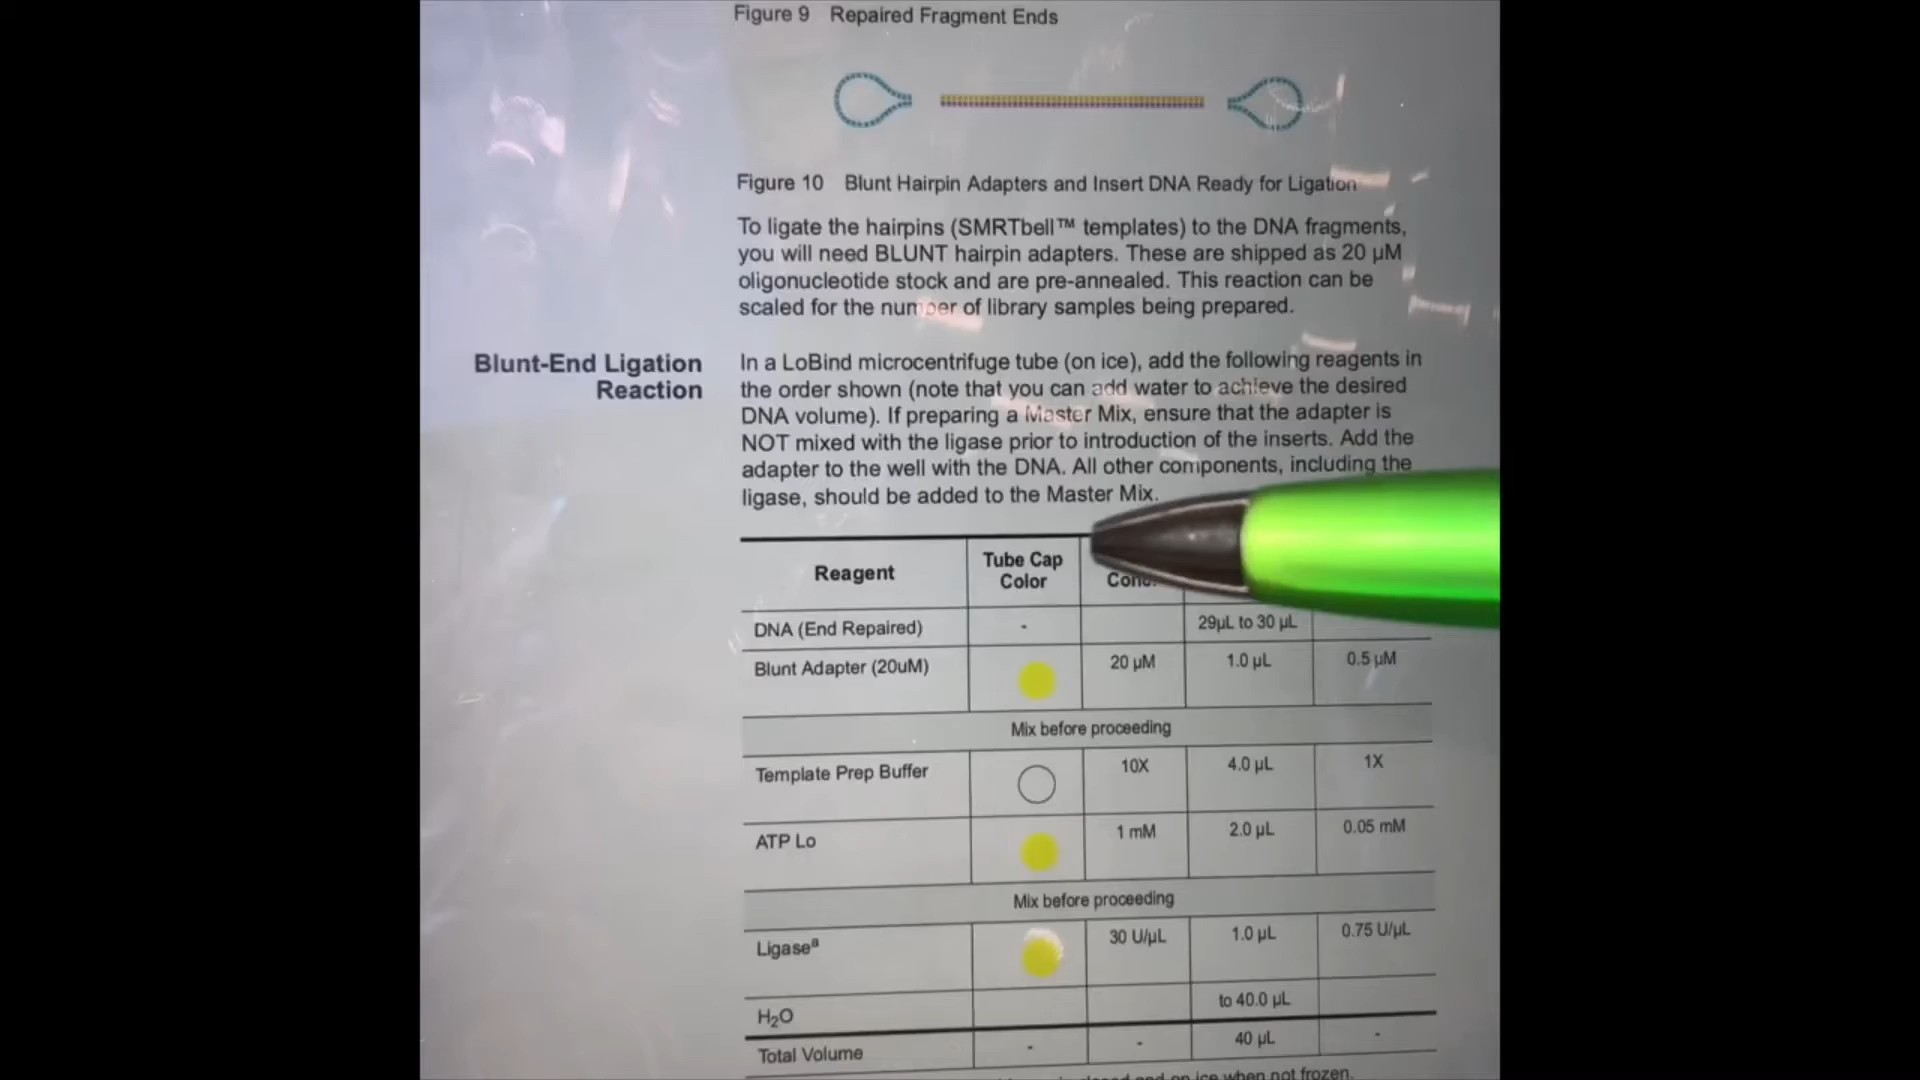 Figure 9 Repaired Fragment Ends
Figure 10 Blunt Hairpin Adapters and Insert DNA Ready for Ligation
To ligate the hairpins (SMRTbell™ templates) to the DNA fragments,
you will need BLUNT hairpin adapters. These are shipped as 20 µM
oligonucleotide stock and are pre-annealed. This reaction can be
scaled for the number of library samples being prepared.
Blunt-End Ligation
Reaction
In a LoBind microcentrifuge tube (on ice), add the following reagents in
the order shown (note that you can add water to achieve the desired
DNA volume). If preparing a Master Mix, ensure that the adapter is
NOT mixed with the ligase prior to introduction of the inserts. Add the
adapter to the well with the DNA. All other components, including the
ligase, should be added to the Master Mix.
Reagent Tube Cap Color Conc.
DNA (End Repaired) - 29µL to 30 µL
Blunt Adapter (20uM) 20 µM 1.0 µL 0.5 µM
Mix before proceeding
Template Prep Buffer 10X 4.0 µL 1X
ATP Lo 1 mM 2.0 µL 0.05 mM
Mix before proceeding
Ligaseᵃ 30 U/µL 1.0 µL 0.75 U/µL
H₂O to 40.0 µL
Total Volume - - 40 µL -
and on ice when not frozen.